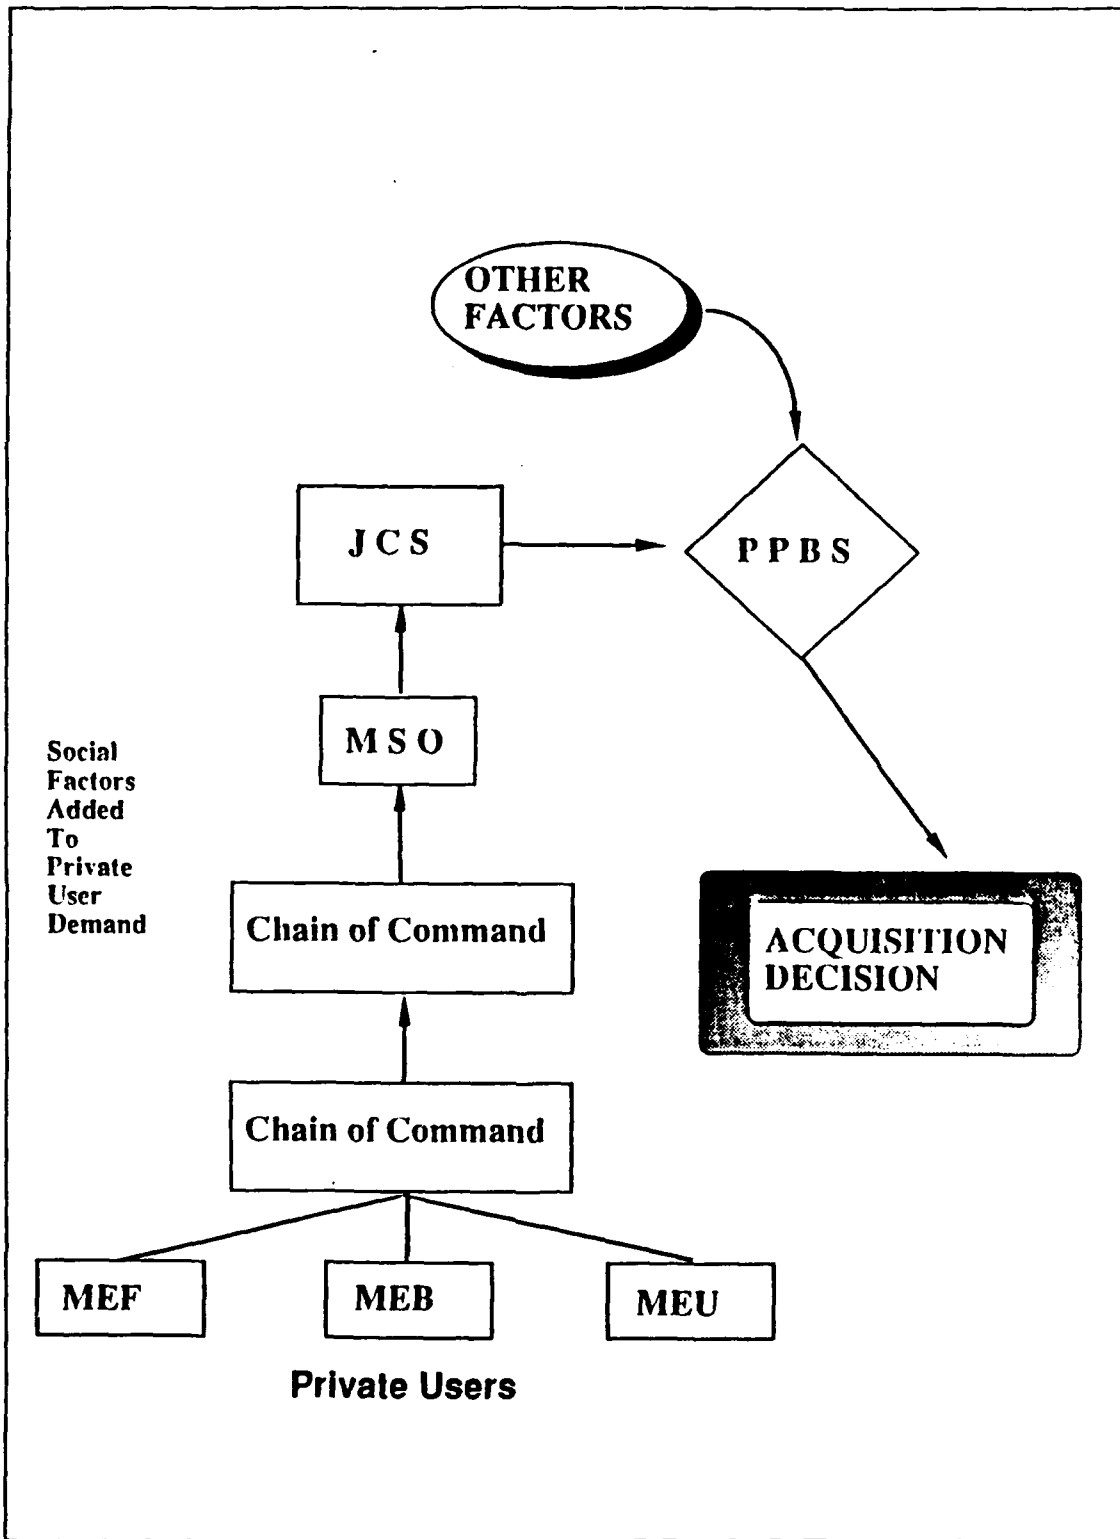 OTHER
FACTORS
J C S
P P B S
M S O
Social
Factors
Added
To
Private
User
Demand
Chain of Command
ACQUISITION
DECISION
Chain of Command
MEF
MEB
MEU
Private Users